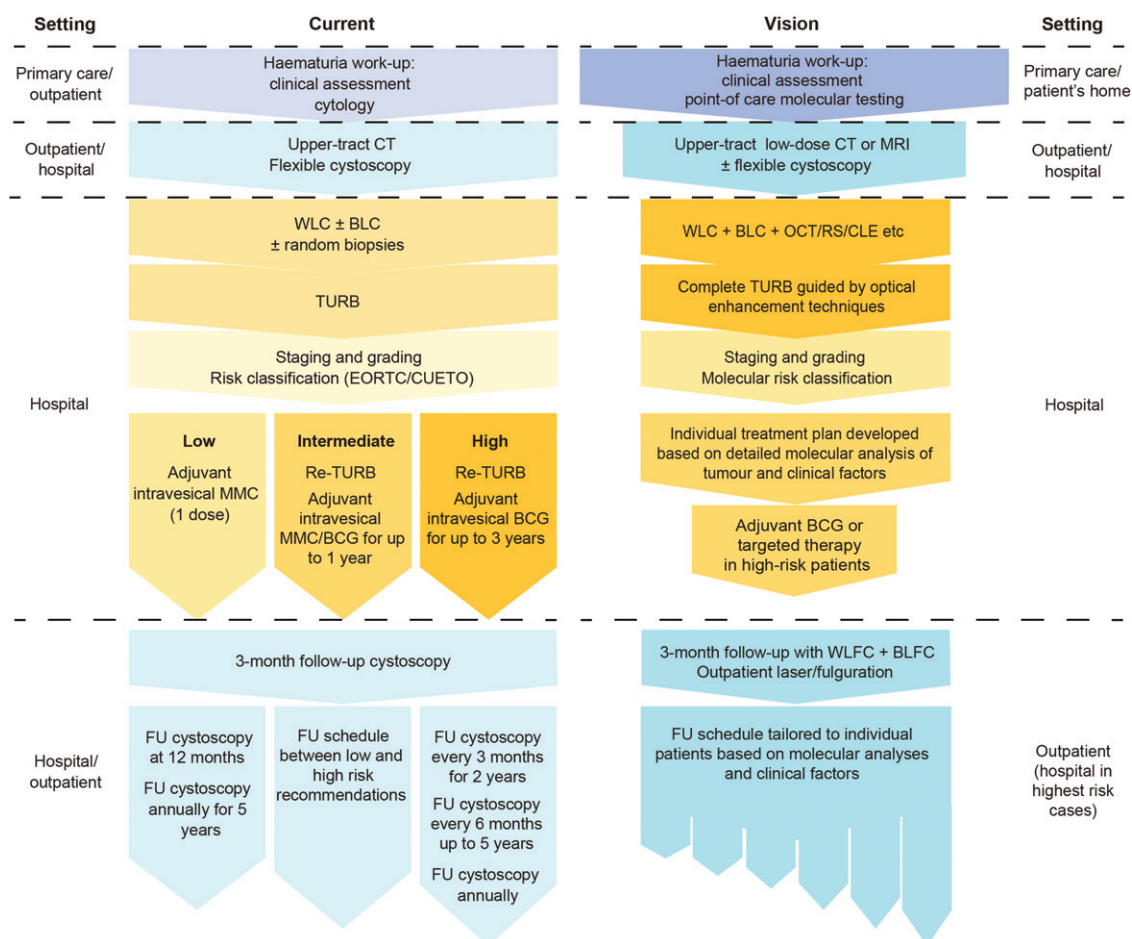 Setting
Current
Vision
Setting
Primary care/
outpatient
Haematuria work-up:
clinical assessment
cytology
Haematuria work-up:
clinical assessment
point-of care molecular testing
Primary care/
patient's home
Outpatient/
hospital
Upper-tract CT
Flexible cystoscopy
Upper-tract low-dose CT or MRI
± flexible cystoscopy
Outpatient/
hospital
Hospital
WLC ± BLC
± random biopsies
TURB
Staging and grading
Risk classification (EORTC/CUETO)
Low
Adjuvant
intravesical MMC
(1 dose)
Intermediate
Re-TURB
Adjuvant
intravesical
MMC/BCG for up
to 1 year
High
Re-TURB
Adjuvant
intravesical BCG
for up to 3 years
WLC + BLC + OCT/RS/CLE etc
Complete TURB guided by optical
enhancement techniques
Staging and grading
Molecular risk classification
Individual treatment plan developed
based on detailed molecular analysis of
tumour and clinical factors
Adjuvant BCG or
targeted therapy
in high-risk patients
Hospital
Hospital/
outpatient
3-month follow-up cystoscopy
FU cystoscopy
at 12 months
FU cystoscopy
annually for 5
years
FU schedule
between low and
high risk
recommendations
FU cystoscopy
every 3 months
for 2 years
FU cystoscopy
every 6 months
up to 5 years
FU cystoscopy
annually
3-month follow-up with WLFC + BLFC
Outpatient laser/fulguration
FU schedule tailored to individual
patients based on molecular analyses
and clinical factors
Outpatient
(hospital in
highest risk
cases)